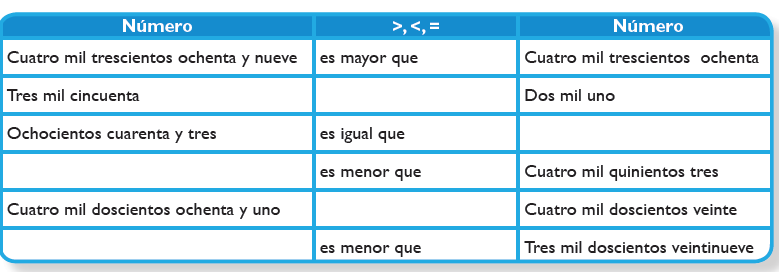 Número >, <, = Número
Cuatro mil trescientos ochenta y nueve es mayor que Cuatro mil trescientos ochenta
Tres mil cincuenta Dos mil uno
Ochocientos cuarenta y tres es igual que
es menor que Cuatro mil quinientos tres
Cuatro mil doscientos ochenta y uno Cuatro mil doscientos veinte
es menor que Tres mil doscientos veintinueve